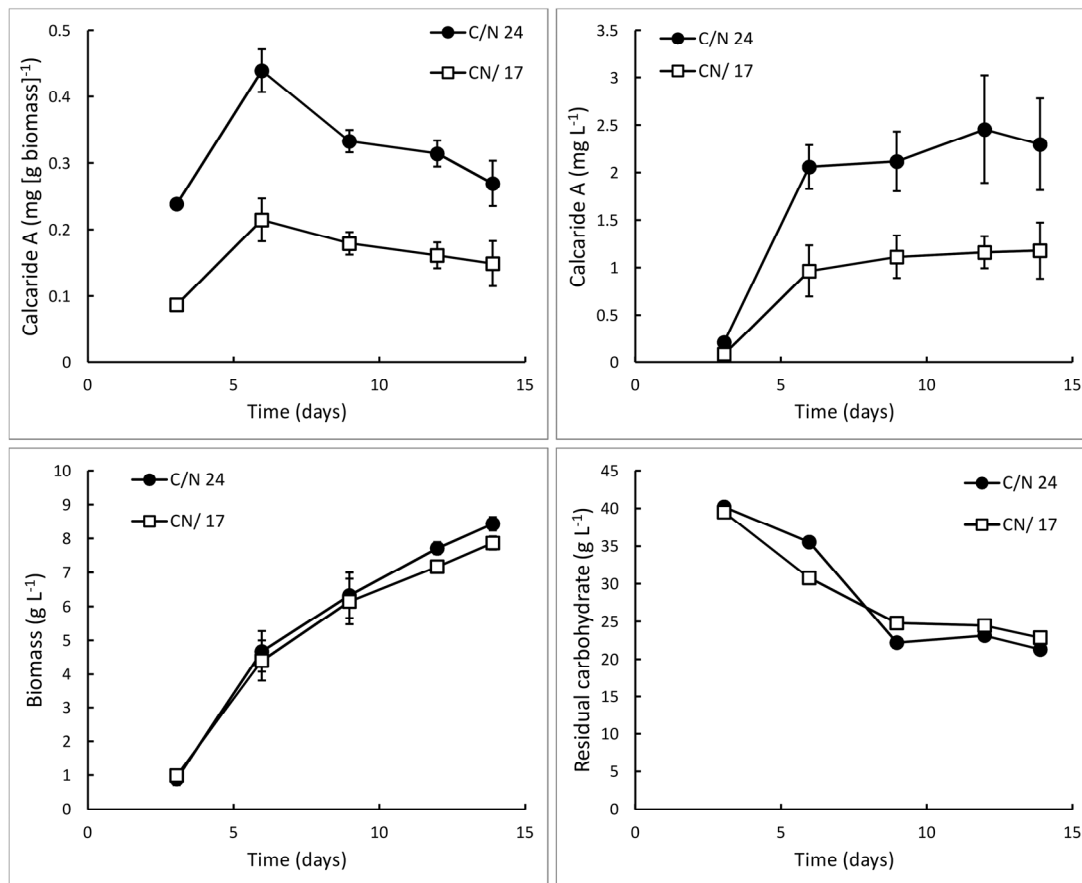 Calcaride A (mg [g biomass]⁻¹)
0.5
0.4
0.3
0.2
0.1
0
C/N 24
CN/ 17
0 5 10 15
Time (days)
Calcaride A (mg L⁻¹)
3.5
3
2.5
2
1.5
1
0.5
0
C/N 24
CN/ 17
0 5 10 15
Time (days)
Biomass (g L⁻¹)
10
9
8
7
6
5
4
3
2
1
0
C/N 24
CN/ 17
0 5 10 15
Time (days)
Residual carbohydrate (g L⁻¹)
45
40
35
30
25
20
15
10
5
0
C/N 24
CN/ 17
0 5 10 15
Time (days)